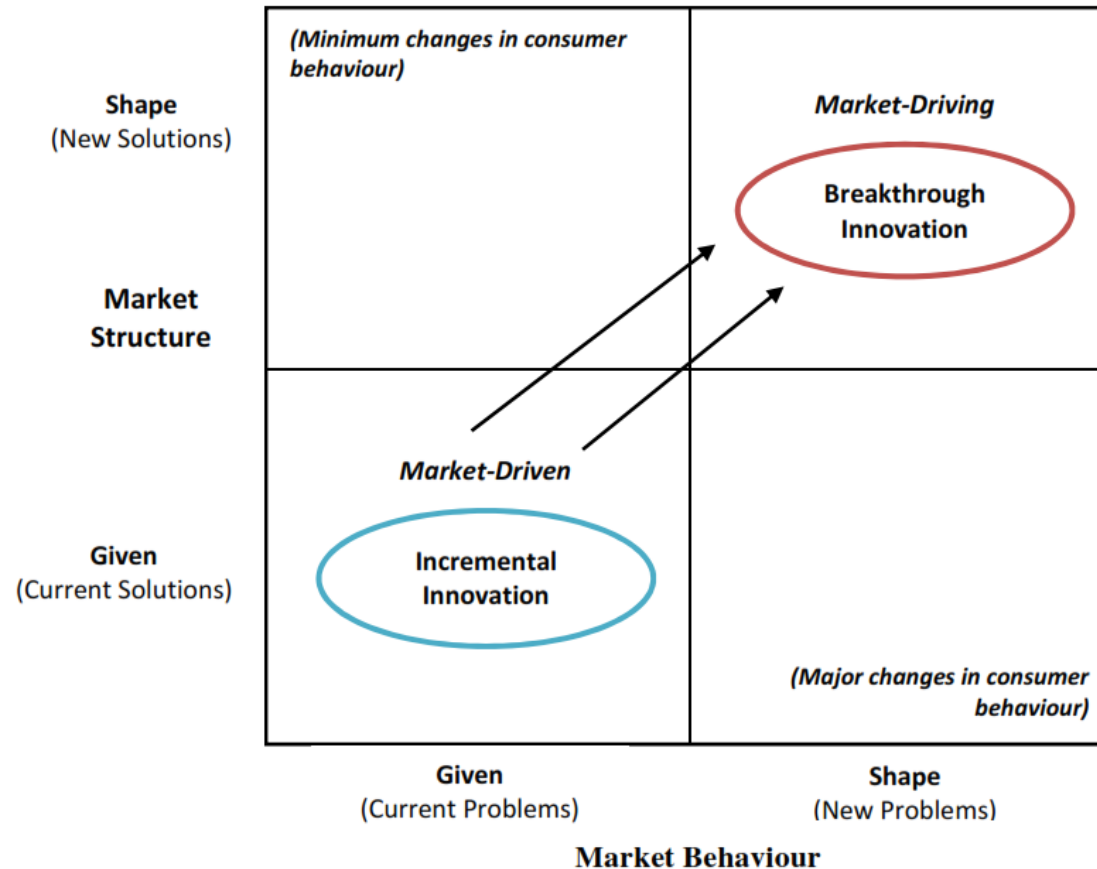 (Minimum changes in consumer
behaviour)
Shape
(New Solutions)
Market-Driving
Breakthrough
Innovation
Market
Structure
Market-Driven
Given
(Current Solutions)
Incremental
Innovation
(Major changes in consumer
behaviour)
Given
(Current Problems)
Shape
(New Problems)
Market Behaviour